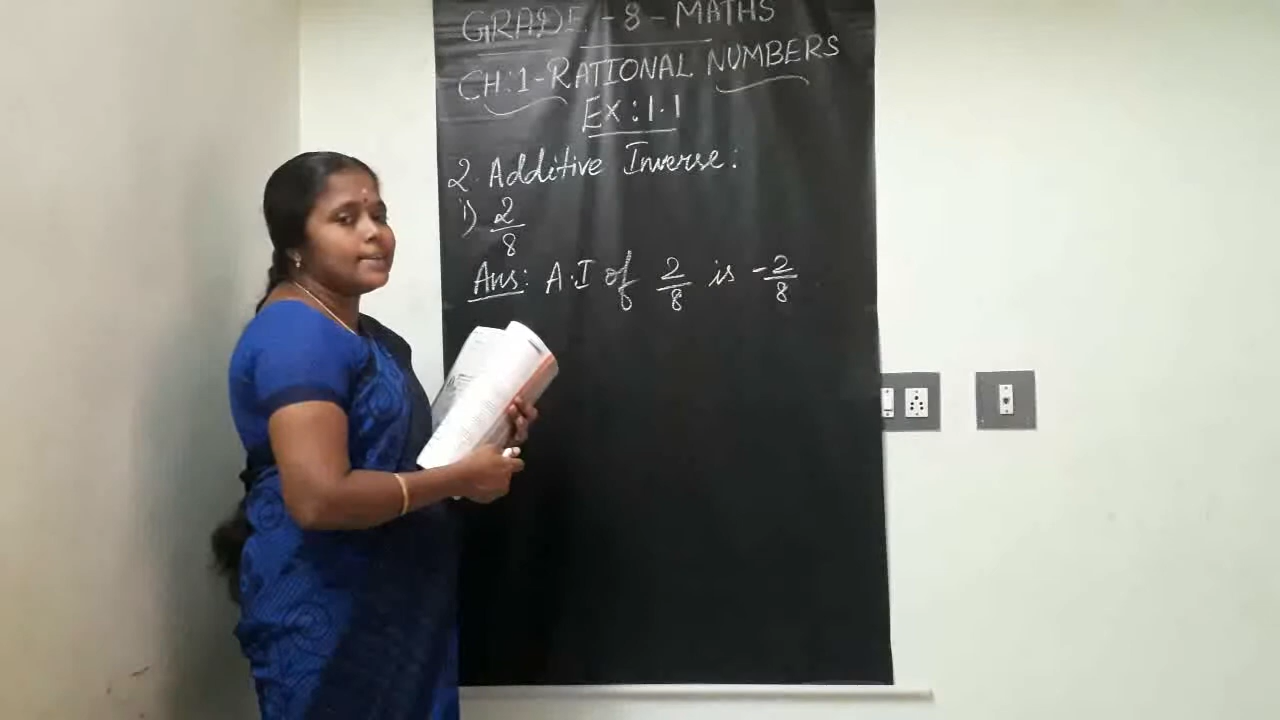 GRADE - 8 - MATHS
CH:1-RATIONAL NUMBERS
EX:1.1
2. Additive Inverse:
i) 2/8
Ans: A.I of 2/8 is -2/8